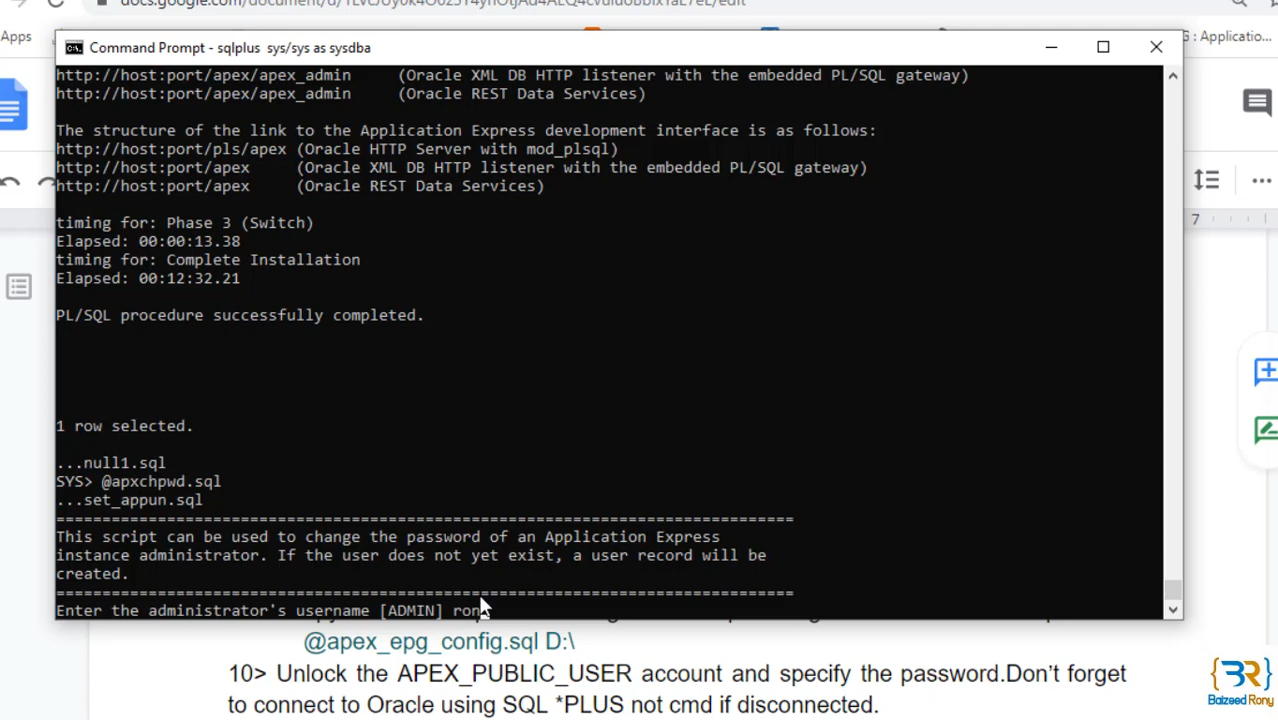 Apps
: Applicatio...
Command Prompt - sqlplus sys/sys as sysdba
http://host:port/apex/apex_admin (Oracle XML DB HTTP listener with the embedded PL/SQL gateway)
http://host:port/apex/apex_admin (Oracle REST Data Services)
The structure of the link to the Application Express development interface is as follows:
http://host:port/pls/apex (Oracle HTTP Server with mod_plsql)
http://host:port/apex (Oracle XML DB HTTP listener with the embedded PL/SQL gateway)
http://host:port/apex (Oracle REST Data Services)
7
timing for: Phase 3 (Switch)
Elapsed: 00:00:13.38
timing for: Complete Installation
Elapsed: 00:12:32.21
PL/SQL procedure successfully completed.
1 row selected.
...null1.sql
SYS> @apxchpwd.sql
...set_appun.sql
================================================================================
This script can be used to change the password of an Application Express
instance administrator. If the user does not yet exist, a user record will be
created.
================================================================================
Enter the administrator's username [ADMIN] ron
@apex_epg_config.sql D:\
10> Unlock the APEX_PUBLIC_USER account and specify the password.Don't forget
to connect to Oracle using SQL *PLUS not cmd if disconnected.
{BR}
Baizeed Rony